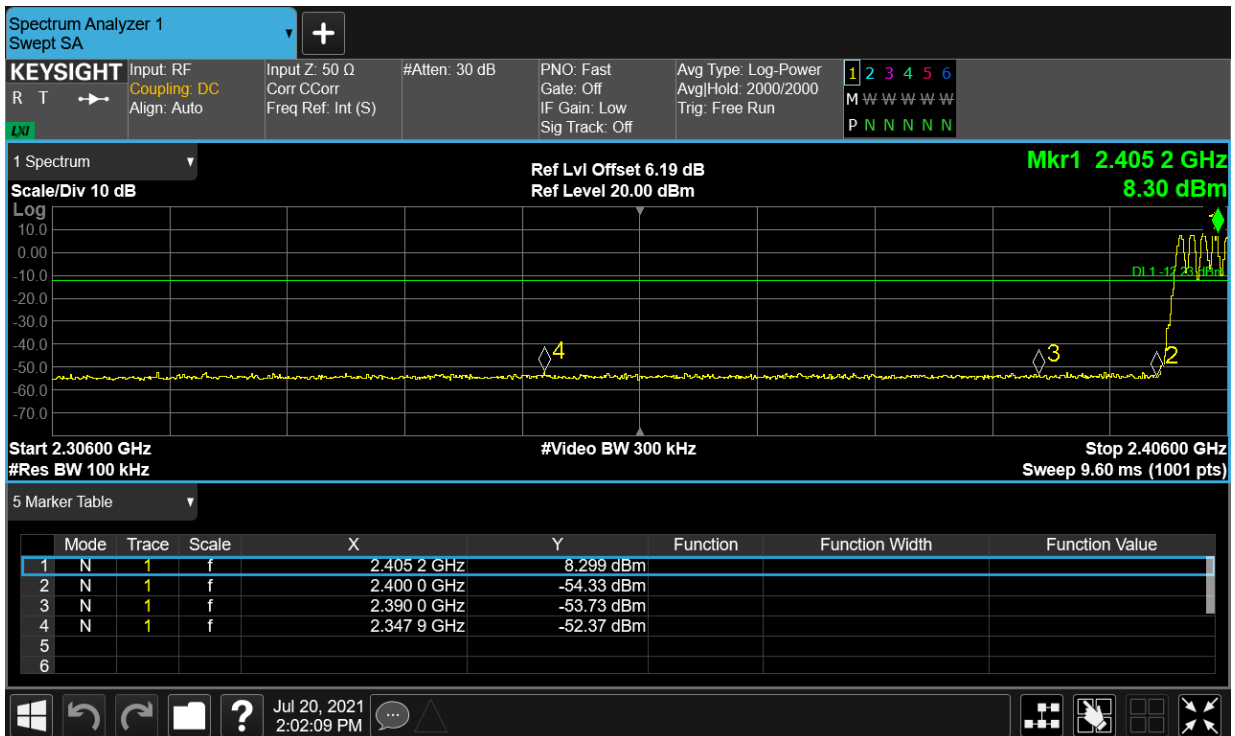 Spectrum Analyzer 1
Swept SA
+
KEYSIGHT Input: RF Input Z: 50 Ω #Atten: 30 dB PNO: Fast Avg Type: Log-Power 1 2 3 4 5 6
R T Coupling: DC Corr CCorr Gate: Off Avg|Hold: 2000/2000 M W W W W W
Align: Auto Freq Ref: Int (S) IF Gain: Low Trig: Free Run
LXI Sig Track: Off P N N N N N
1 Spectrum Ref Lvl Offset 6.19 dB Mkr1 2.405 2 GHz
Scale/Div 10 dB Ref Level 20.00 dBm 8.30 dBm
Log
10.0
0.00
-10.0 DL1 -12.23 dBm
-20.0
-30.0
-40.0
4 3 2
-50.0
-60.0
-70.0
Start 2.30600 GHz #Video BW 300 kHz Stop 2.40600 GHz
#Res BW 100 kHz Sweep 9.60 ms (1001 pts)
5 Marker Table
Mode Trace Scale X Y Function Function Width Function Value
1 N 1 f 2.405 2 GHz 8.299 dBm
2 N 1 f 2.400 0 GHz -54.33 dBm
3 N 1 f 2.390 0 GHz -53.73 dBm
4 N 1 f 2.347 9 GHz -52.37 dBm
5
6
? Jul 20, 2021
2:02:09 PM